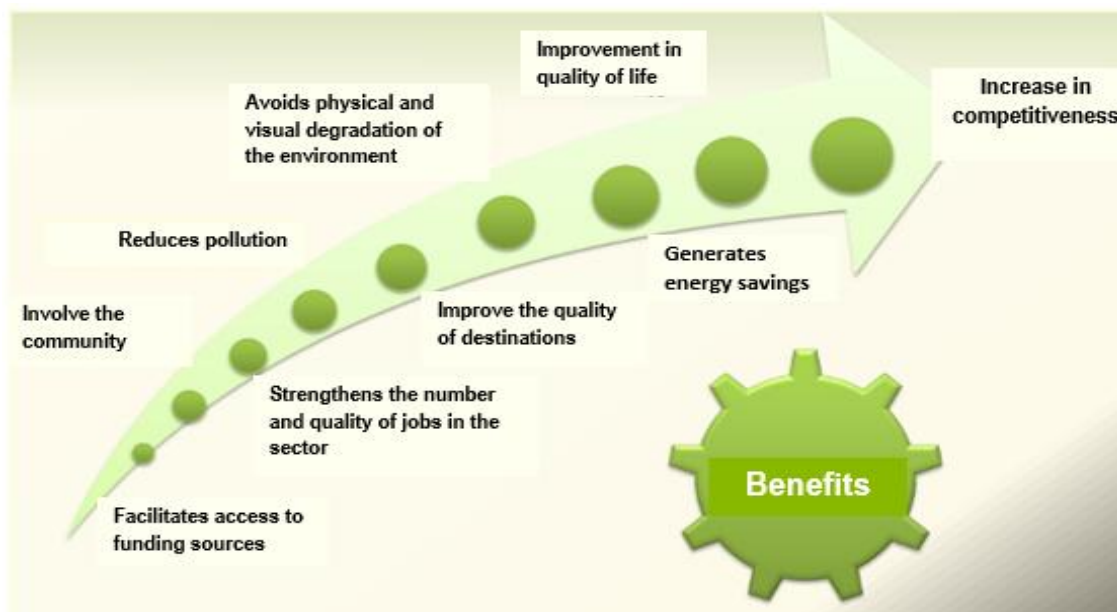 Improvement in
quality of life
Increase in
competitiveness
Avoids physical and
visual degradation of
the environment
Reduces pollution
Generates
energy savings
Involve the
community
Improve the quality
of destinations
Strengthens the number
and quality of jobs in the
sector
Benefits
Facilitates access to
funding sources